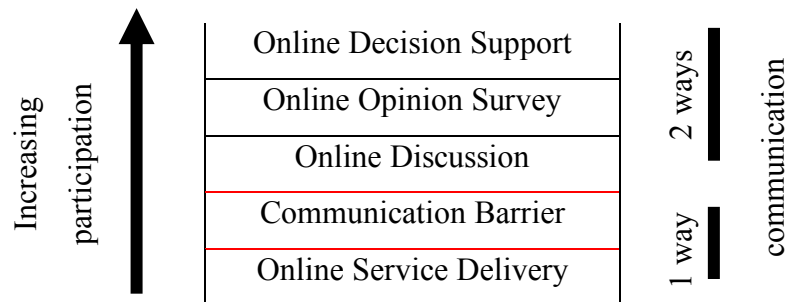 Increasing
participation
Online Decision Support
Online Opinion Survey
Online Discussion
Communication Barrier
Online Service Delivery
2 ways
1 way
communication